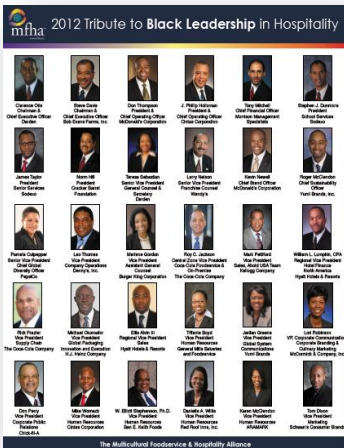 mfha
2012 Tribute to Black Leadership in Hospitality
Clarence Otis
Chairman &
Chief Executive Officer
Darden
Steve Davis
Chairman &
Chief Executive Officer
Bob Evans Farms, Inc.
Don Thompson
President &
Chief Operating Officer
McDonald's Corporation
J. Phillip Holloman
President &
Chief Operating Officer
Cintas Corporation
Tony Mitchell
Chief Financial Officer
Morrison Management
Specialists
Stephen J. Dunmore
President
School Services
Sodexo
James Taylor
President
Senior Services
Sodexo
Norm Hill
President
Cracker Barrel
Foundation
Teresa Sebastian
Senior Vice President
General Counsel &
Secretary
Darden
Larry Nelson
Senior Vice President
Franchise Counsel
Wendy's
Kevin Newell
Chief Brand Officer
McDonald's Corporation
Roger McClendon
Chief Sustainability
Officer
Yum! Brands, Inc.
Pamela Culpepper
Senior Vice President
Chief Global
Diversity Officer
PepsiCo
Leo Thomas
Vice President
Company Operations
Denny's, Inc.
Marlene Gordon
Vice President
Assistant General
Counsel
Burger King Corporation
Roy C. Jackson
Central Zone Vice President
Coca-Cola Foodservice &
On-Premise
The Coca-Cola Company
Mark Pettiford
Vice President
Sales, Ahold USA Team
Kellogg Company
William L. Lumpkin, CPA
Regional Vice President
Hotel Finance
North America
Hyatt Hotels & Resorts
Rick Frazier
Vice President
Supply Chain
The Coca-Cola Company
Michael Okoroafor
Vice President
Global Packaging
Innovation and Execution
H.J. Heinz Company
Ellis Alvin III
Regional Vice President
Sales
Hyatt Hotels & Resorts
Tiffanie Boyd
Vice President
Human Resources
General Mills Bakeries
and Foodservice
Vice President
Global System
Communications
Yum! Brands
Lori Robinson
VP, Corporate Communications
Corporate Branding &
Culinary Marketing
McCormick & Company, Inc.
Don Perry
Vice President
Corporate Public
Relations
Chick-fil-A
Mike Womack
Vice President
Human Resources
Cintas Corporation
W. Elliott Stephenson, Ph.D.
Vice President
Human Resources
Ben E. Keith Foods
Danielle A. Willis
Vice President
Human Resources
Red Roof Inns, Inc.
Karen McClendon
Vice President
Human Resources
ARAMARK
Tom Dixon
Vice President
Marketing
Schwan's Consumer Brands
The Multicultural Foodservice & Hospitality Alliance